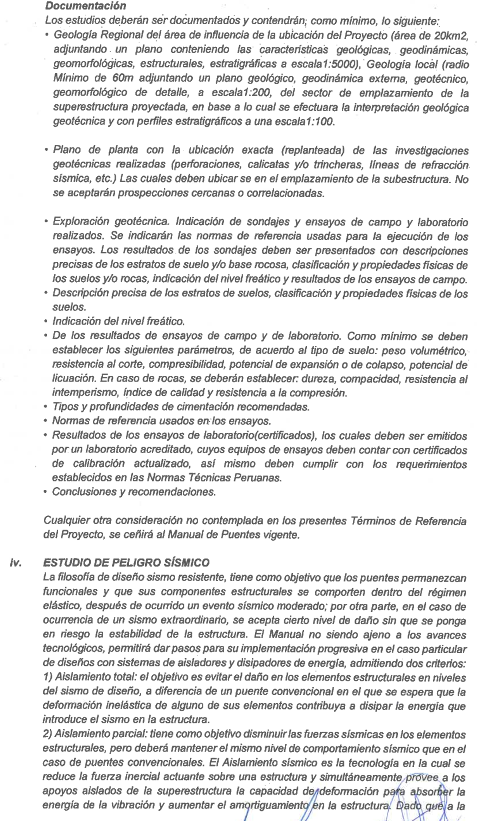 Documentación
Los estudios deberán ser documentados y contendrán, como mínimo, lo siguiente:
• Geología Regional del área de influencia de la ubicación del Proyecto (área de 20km2,
adjuntando un plano conteniendo las características geológicas, geodinámicas,
geomorfológicas, estructurales, estratigráficas a escala1:5000), Geología local (radio
Mínimo de 60m adjuntando un plano geológico, geodinámica externa, geotécnico,
geomorfológico de detalle, a escala1:200, del sector de emplazamiento de la
superestructura proyectada, en base a lo cual se efectuara la interpretación geológica
geotécnica y con perfiles estratigráficos a una escala1:100.
• Plano de planta con la ubicación exacta (replanteada) de las investigaciones
geotécnicas realizadas (perforaciones, calicatas y/o trincheras, líneas de refracción
sísmica, etc.) Las cuales deben ubicar se en el emplazamiento de la subestructura. No
se aceptarán prospecciones cercanas o correlacionadas.
• Exploración geotécnica. Indicación de sondajes y ensayos de campo y laboratorio
realizados. Se indicarán las normas de referencia usadas para la ejecución de los
ensayos. Los resultados de los sondajes deben ser presentados con descripciones
precisas de los estratos de suelo y/o base rocosa, clasificación y propiedades físicas de
los suelos y/o rocas, indicación del nivel freático y resultados de los ensayos de campo.
• Descripción precisa de los estratos de suelos, clasificación y propiedades físicas de los
suelos.
• Indicación del nivel freático.
• De los resultados de ensayos de campo y de laboratorio. Como mínimo se deben
establecer los siguientes parámetros, de acuerdo al tipo de suelo: peso volumétrico,
resistencia al corte, compresibilidad, potencial de expansión o de colapso, potencial de
licuación. En caso de rocas, se deberán establecer: dureza, compacidad, resistencia al
intemperismo, índice de calidad y resistencia a la compresión.
• Tipos y profundidades de cimentación recomendadas.
• Normas de referencia usados en los ensayos.
• Resultados de los ensayos de laboratorio(certificados), los cuales deben ser emitidos
por un laboratorio acreditado, cuyos equipos de ensayos deben contar con certificados
de calibración actualizado, así mismo deben cumplir con los requerimientos
establecidos en las Normas Técnicas Peruanas.
• Conclusiones y recomendaciones.
Cualquier otra consideración no contemplada en los presentes Términos de Referencia
del Proyecto, se ceñirá al Manual de Puentes vigente.
iv. ESTUDIO DE PELIGRO SÍSMICO
La filosofía de diseño sismo resistente, tiene como objetivo que los puentes permanezcan
funcionales y que sus componentes estructurales se comporten dentro del régimen
elástico, después de ocurrido un evento sísmico moderado; por otra parte, en el caso de
ocurrencia de un sismo extraordinario, se acepta cierto nivel de daño sin que se ponga
en riesgo la estabilidad de la estructura. El Manual no siendo ajeno a los avances
tecnológicos, permitirá dar pasos para su implementación progresiva en el caso particular
de diseños con sistemas de aisladores y disipadores de energía, admitiendo dos criterios:
1) Aislamiento total: el objetivo es evitar el daño en los elementos estructurales en niveles
del sismo de diseño, a diferencia de un puente convencional en el que se espera que la
deformación inelástica de alguno de sus elementos contribuya a disipar la energía que
introduce el sismo en la estructura.
2) Aislamiento parcial: tiene como objetivo disminuir las fuerzas sísmicas en los elementos
estructurales, pero deberá mantener el mismo nivel de comportamiento sísmico que en el
caso de puentes convencionales. El Aislamiento sísmico es la tecnología en la cual se
reduce la fuerza inercial actuante sobre una estructura y simultáneamente provee a los
apoyos aislados de la superestructura la capacidad de deformación para absorber la
energía de la vibración y aumentar el amortiguamiento en la estructura. Dado que a la